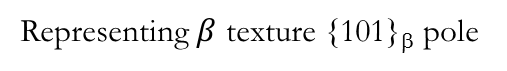 Representing β texture {101}β pole